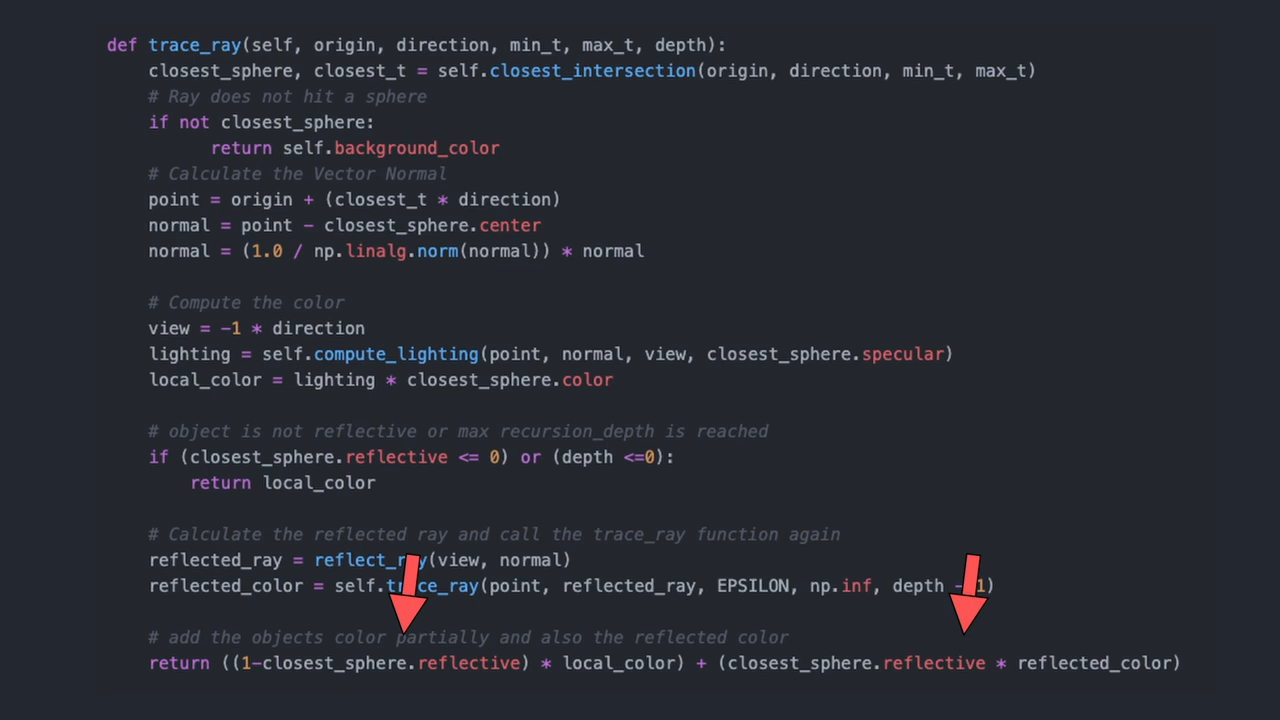 def trace_ray(self, origin, direction, min_t, max_t, depth):
closest_sphere, closest_t = self.closest_intersection(origin, direction, min_t, max_t)
# Ray does not hit a sphere
if not closest_sphere:
return self.background_color
# Calculate the Vector Normal
point = origin + (closest_t * direction)
normal = point - closest_sphere.center
normal = (1.0 / np.linalg.norm(normal)) * normal
# Compute the color
view = -1 * direction
lighting = self.compute_lighting(point, normal, view, closest_sphere.specular)
local_color = lighting * closest_sphere.color
# object is not reflective or max recursion_depth is reached
if (closest_sphere.reflective <= 0) or (depth <=0):
return local_color
# Calculate the reflected ray and call the trace_ray function again
reflected_ray = reflect_ray(view, normal)
reflected_color = self.trace_ray(point, reflected_ray, EPSILON, np.inf, depth - 1)
# add the objects color partially and also the reflected color
return ((1-closest_sphere.reflective) * local_color) + (closest_sphere.reflective * reflected_color)